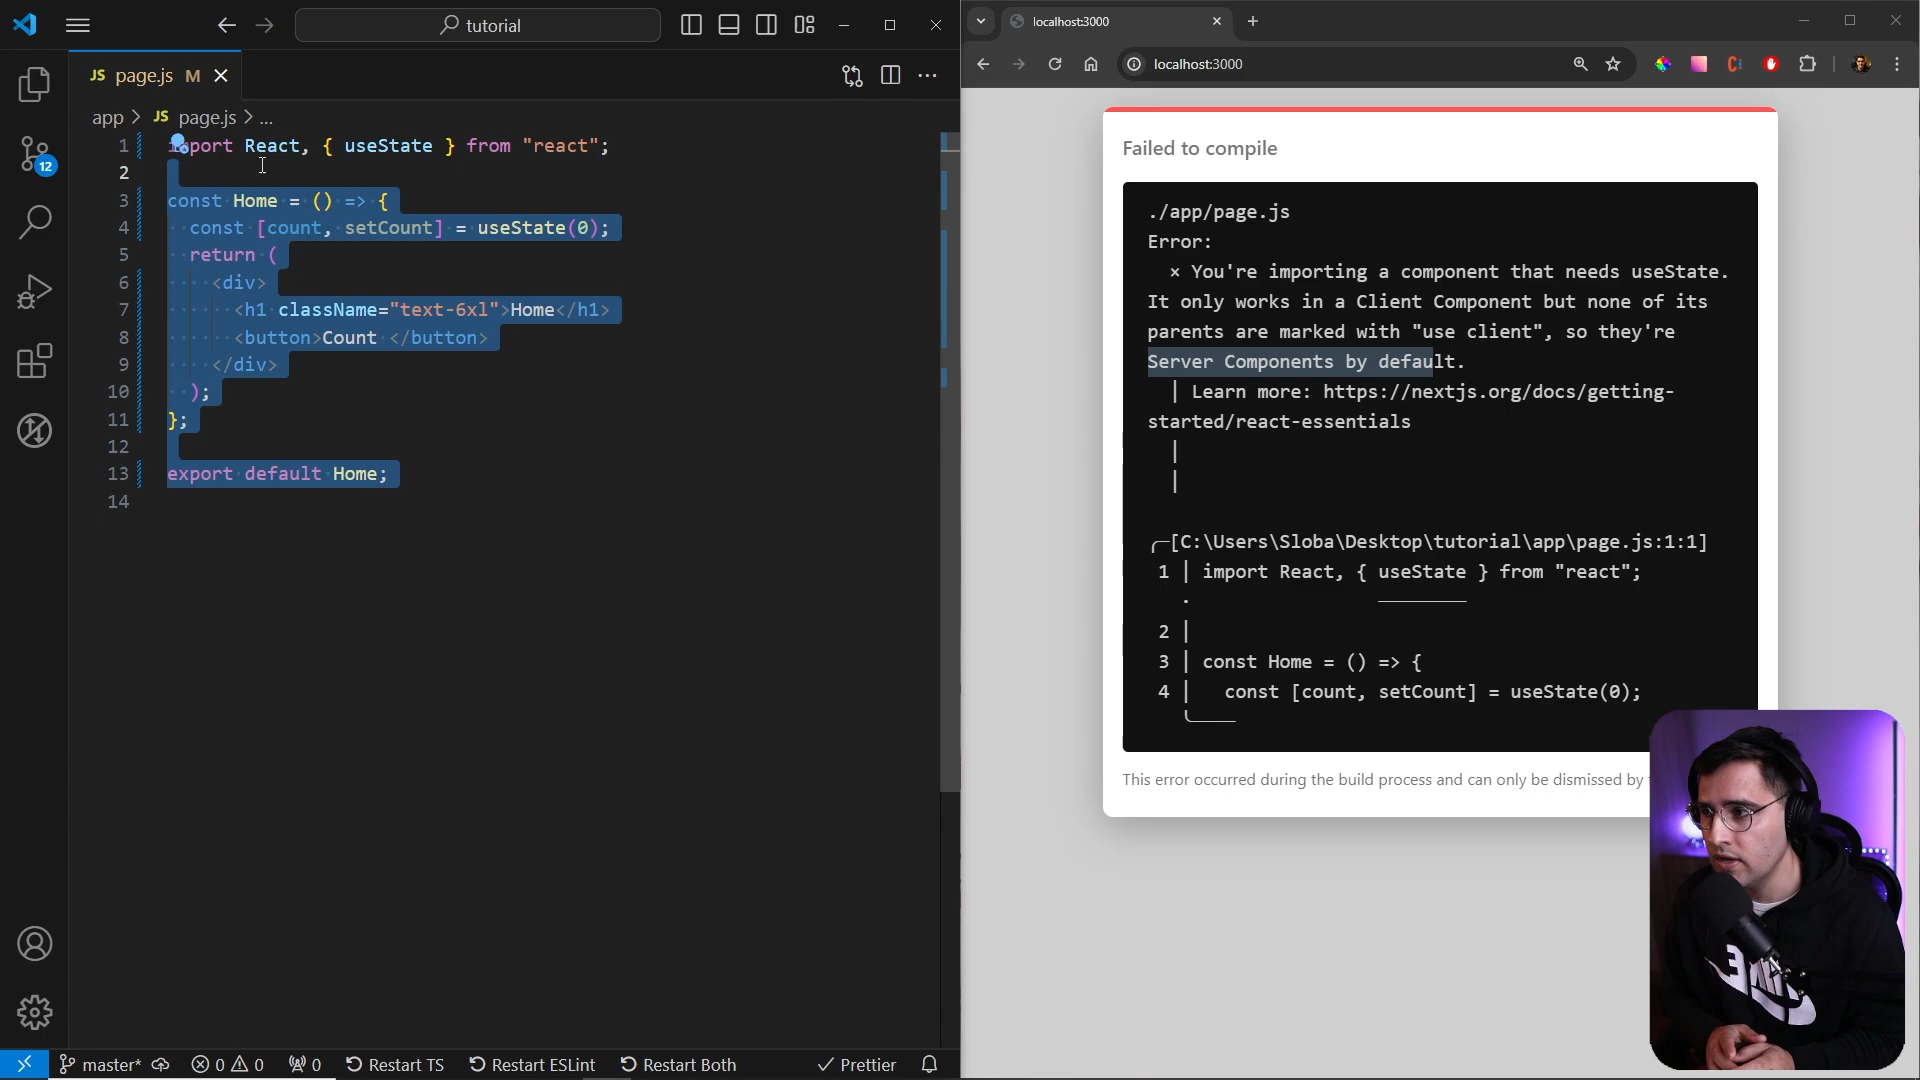 tutorial
JS page.js M
app > JS page.js > ...
1 import React, { useState } from "react";
2
3 const Home = () => {
4 const [count, setCount] = useState(0);
5 return (
6 <div>
7 <h1 className="text-6xl">Home</h1>
8 <button>Count </button>
9 </div>
10 );
11 };
12
13 export default Home;
14
12
master* 0 0 0 Restart TS Restart ESLint Restart Both Prettier
localhost:3000
localhost:3000
Failed to compile
./app/page.js
Error:
× You're importing a component that needs useState.
It only works in a Client Component but none of its
parents are marked with "use client", so they're
Server Components by default.
| Learn more: https://nextjs.org/docs/getting-
started/react-essentials
|
|
╭─[C:\Users\Sloba\Desktop\tutorial\app\page.js:1:1]
1 | import React, { useState } from "react";
· ────────
2 |
3 | const Home = () => {
4 | const [count, setCount] = useState(0);
╰────
This error occurred during the build process and can only be dismissed by